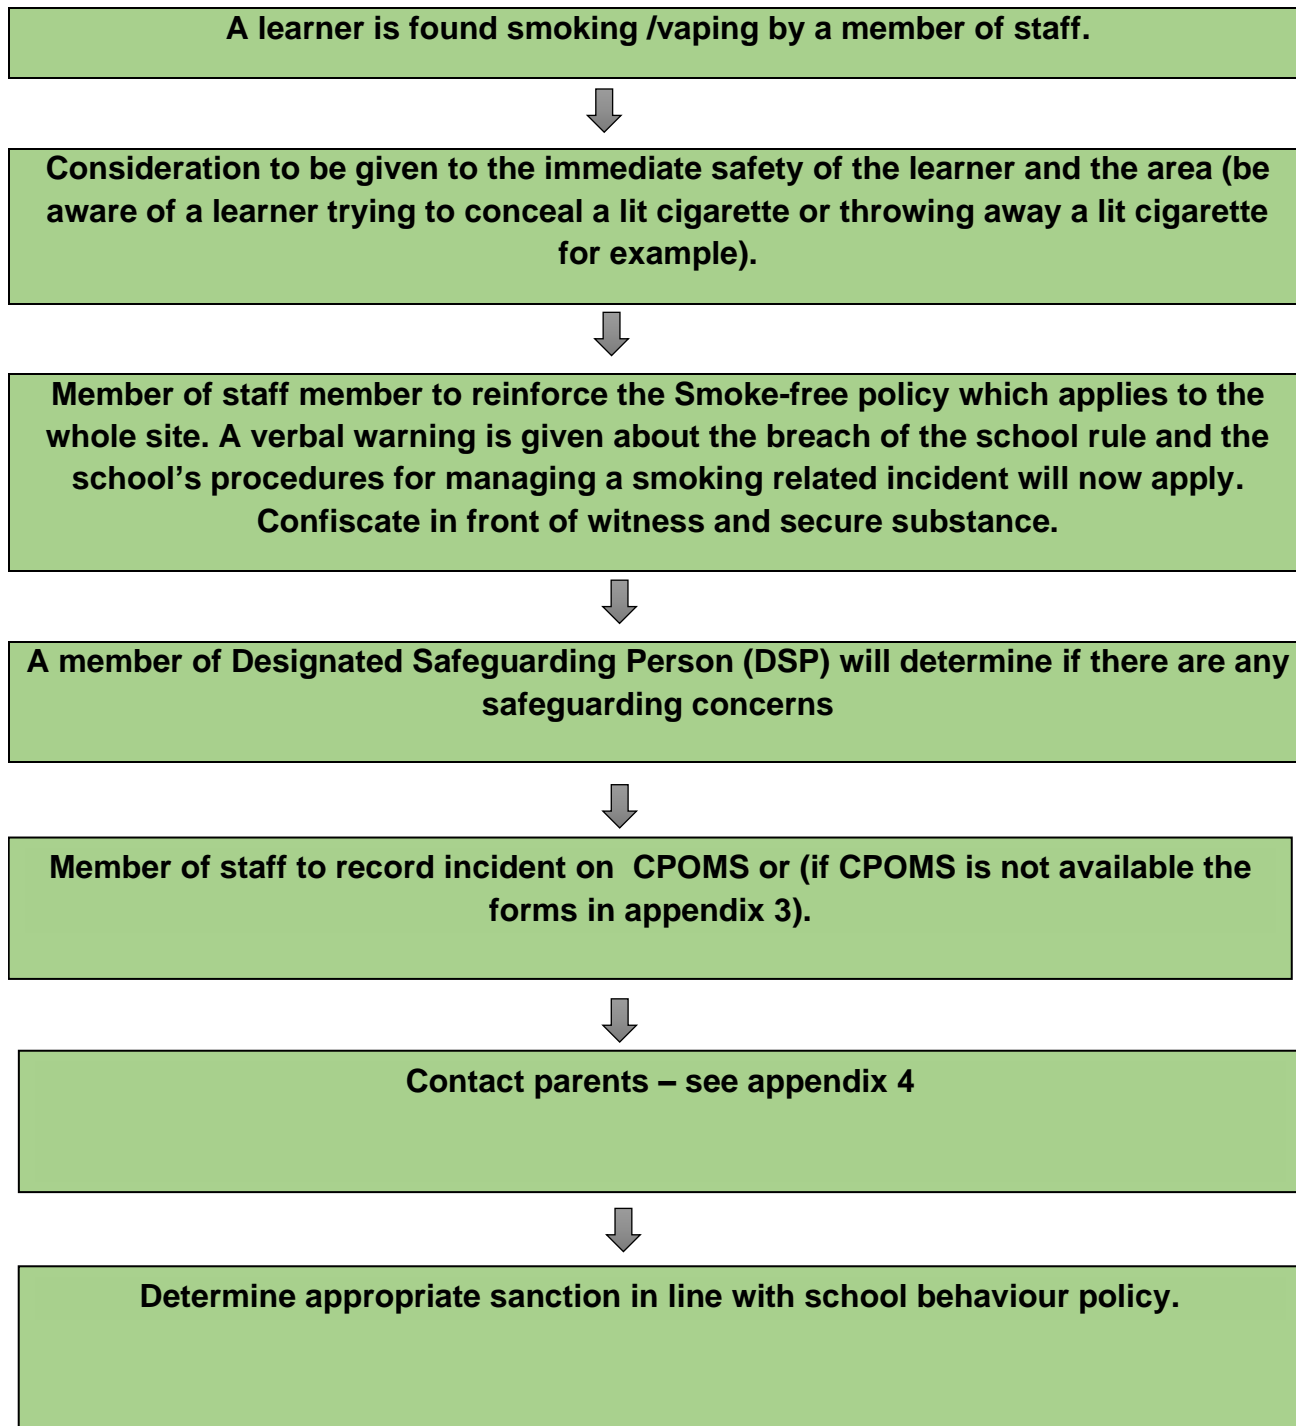 A learner is found smoking /vaping by a member of staff.
Consideration to be given to the immediate safety of the learner and the area (be
aware of a learner trying to conceal a lit cigarette or throwing away a lit cigarette
for example).
Member of staff member to reinforce the Smoke-free policy which applies to the
whole site. A verbal warning is given about the breach of the school rule and the
school’s procedures for managing a smoking related incident will now apply.
Confiscate in front of witness and secure substance.
A member of Designated Safeguarding Person (DSP) will determine if there are any
safeguarding concerns
Member of staff to record incident on  CPOMS or (if CPOMS is not available the
forms in appendix 3).
Contact parents – see appendix 4
Determine appropriate sanction in line with school behaviour policy.